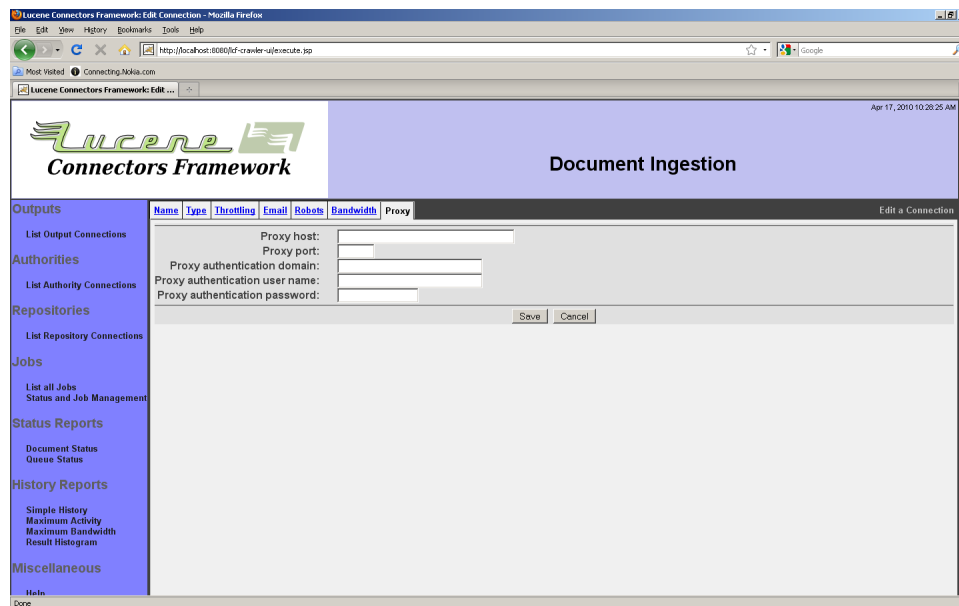 Lucene Connectors Framework: Edit Connection - Mozilla Firefox
File Edit View History Bookmarks Tools Help
http://localhost:8080/lcf-crawler-ui/execute.jsp
Google
Most Visited Connecting.Nokia.com
Lucene Connectors Framework: Edit ...
Apr 17, 2010 10:28:25 AM
Lucene
Connectors Framework
Document Ingestion
Outputs
Name Type Throttling Email Robots Bandwidth Proxy
Edit a Connection
List Output Connections
Authorities
List Authority Connections
Repositories
List Repository Connections
Jobs
List all Jobs
Status and Job Management
Status Reports
Document Status
Queue Status
History Reports
Simple History
Maximum Activity
Maximum Bandwidth
Result Histogram
Miscellaneous
Help
Proxy host:
Proxy port:
Proxy authentication domain:
Proxy authentication user name:
Proxy authentication password:
Save Cancel
Done